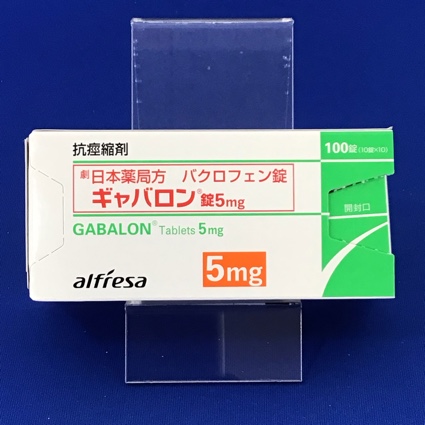 抗痙縮剤
100錠(10錠×10)
劇 日本薬局方 バクロフェン錠
ギャバロン®錠5mg
GABALON® Tablets 5mg
開封口
5mg
alfresa